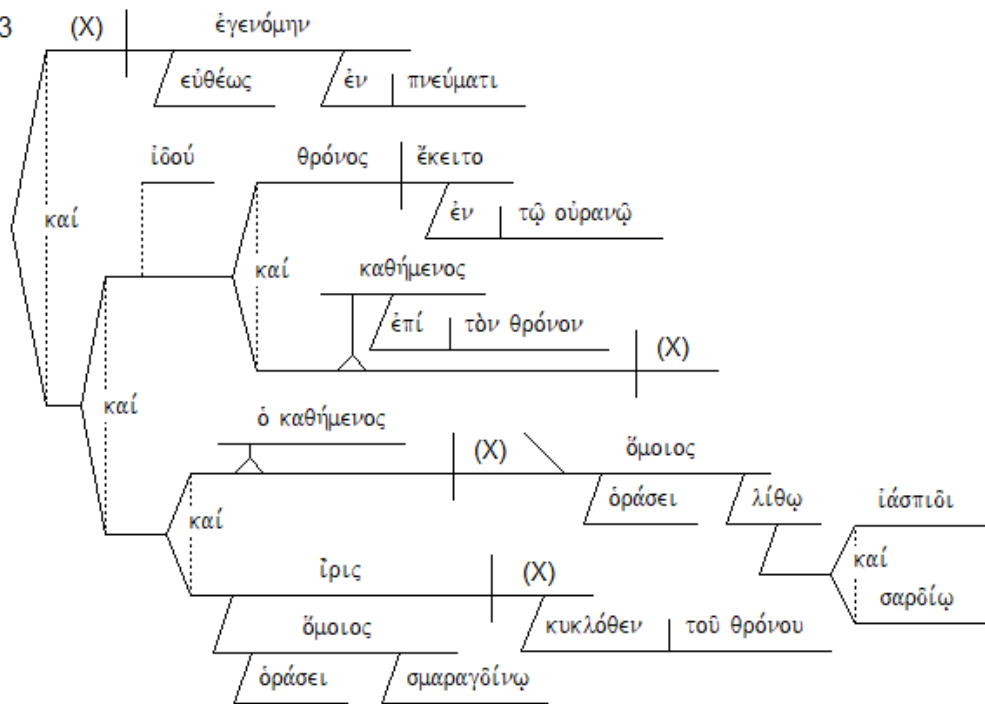 3 (X) ἐγενόμην
εὐθέως ἐν πνεύματι
ἰδού θρόνος ἔκειτο
καί ἐν τῷ οὐρανῷ
καί καθήμενος
ἐπί τὸν θρόνον (X)
καί
ὁ καθήμενος (X) ὅμοιος
ὁράσει λίθῳ ἰάσπιδι
καί
καί
ἶρις (X) σαρδίῳ
ὅμοιος κυκλόθεν τοῦ θρόνου
ὁράσει σμαραγδίνῳ